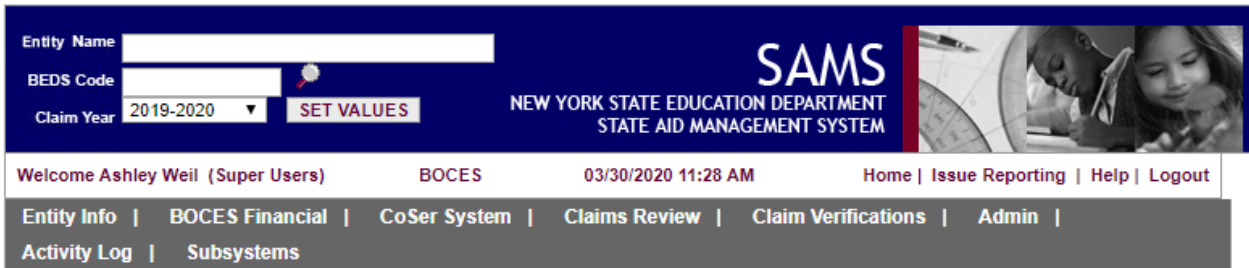 Entity Name
BEDS Code
Claim Year 2019-2020 ▼ SET VALUES
SAMS
NEW YORK STATE EDUCATION DEPARTMENT
STATE AID MANAGEMENT SYSTEM
Welcome Ashley Weil (Super Users) BOCES 03/30/2020 11:28 AM Home | Issue Reporting | Help | Logout
Entity Info | BOCES Financial | CoSer System | Claims Review | Claim Verifications | Admin |
Activity Log | Subsystems